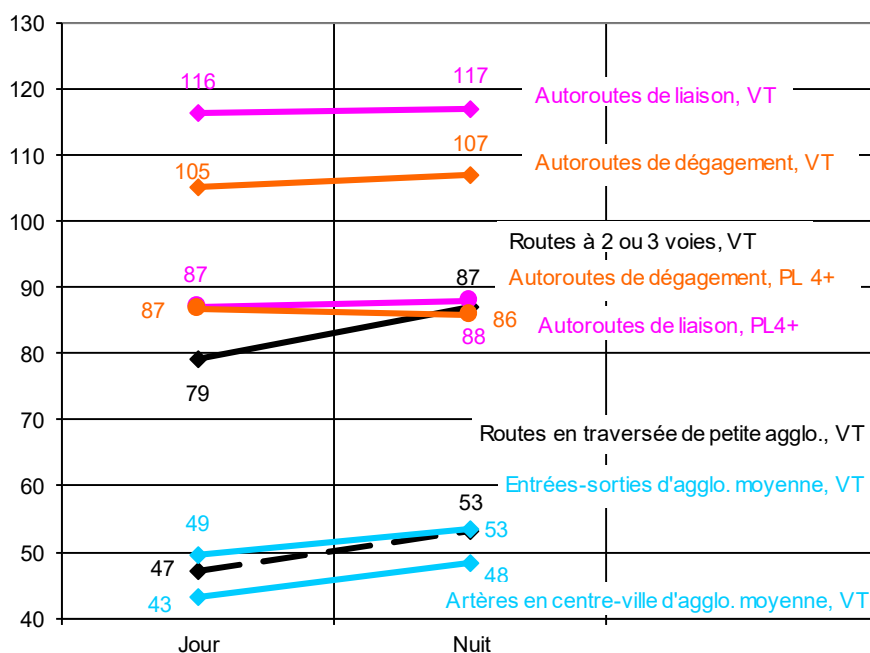 130
120
110
100
90
80
70
60
50
40
116
117
Autoroutes de liaison, VT
105
107
Autoroutes de dégagement, VT
Routes à 2 ou 3 voies, VT
87
87
Autoroutes de dégagement, PL 4+
87
86
Autoroutes de liaison, PL4+
88
79
Routes en traversée de petite agglo., VT
Entrées-sorties d'agglo. moyenne, VT
53
49
53
47
48
43
Artères en centre-ville d'agglo. moyenne, VT
Jour
Nuit